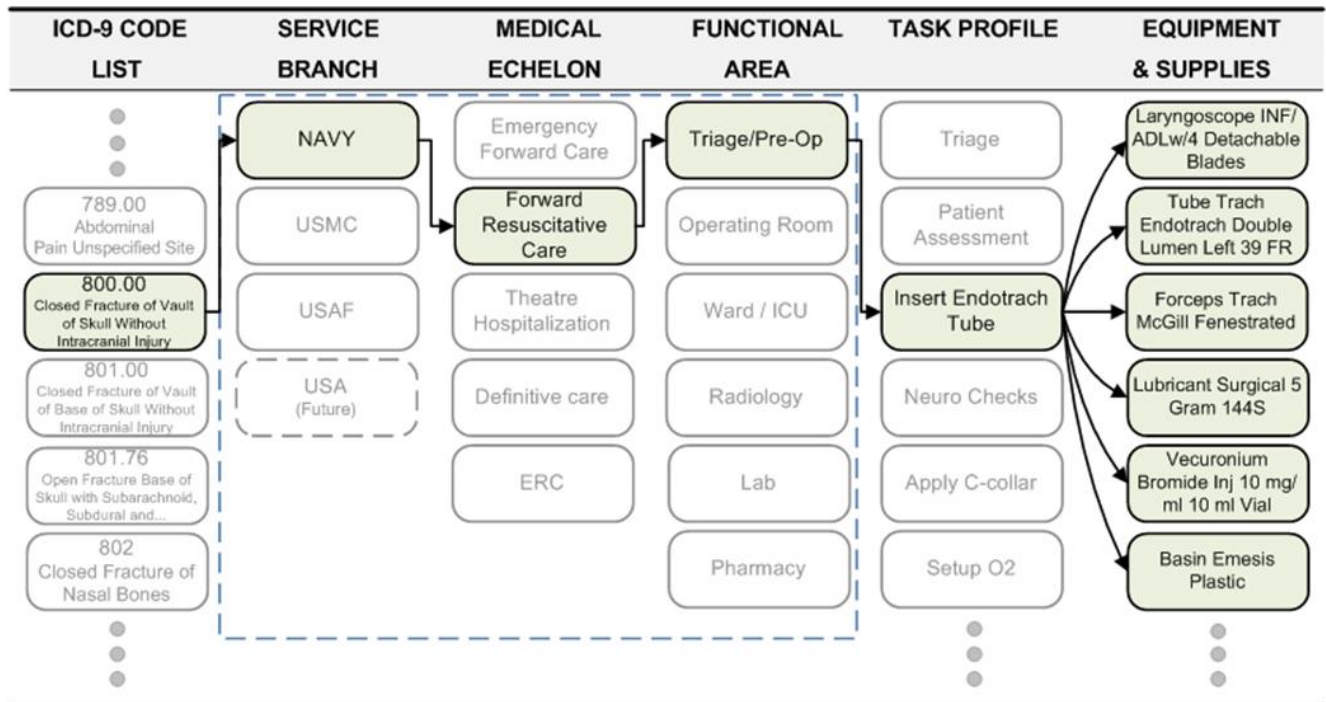 ICD-9 CODE
LIST
SERVICE
BRANCH
MEDICAL
ECHELON
FUNCTIONAL
AREA
TASK PROFILE
EQUIPMENT
& SUPPLIES
789.00
Abdominal
Pain Unspecified Site
800.00
Closed Fracture of Vault
of Skull Without
Intracranial Injury
801.00
Closed Fracture of Vault
of Base of Skull Without
Intracranial Injury
801.76
Open Fracture Base of
Skull with Subarachnoid,
Subdural and...
802
Closed Fracture of
Nasal Bones
NAVY
USMC
USAF
USA
(Future)
Emergency
Forward Care
Forward
Resuscitative
Care
Theatre
Hospitalization
Definitive care
ERC
Triage/Pre-Op
Operating Room
Ward / ICU
Radiology
Lab
Pharmacy
Triage
Patient
Assessment
Insert Endotrach
Tube
Neuro Checks
Apply C-collar
Setup O2
Laryngoscope INF/
ADLw/4 Detachable
Blades
Tube Trach
Endotrach Double
Lumen Left 39 FR
Forceps Trach
McGill Fenestrated
Lubricant Surgical 5
Gram 144S
Vecuronium
Bromide Inj 10 mg/
ml 10 ml Vial
Basin Emesis
Plastic